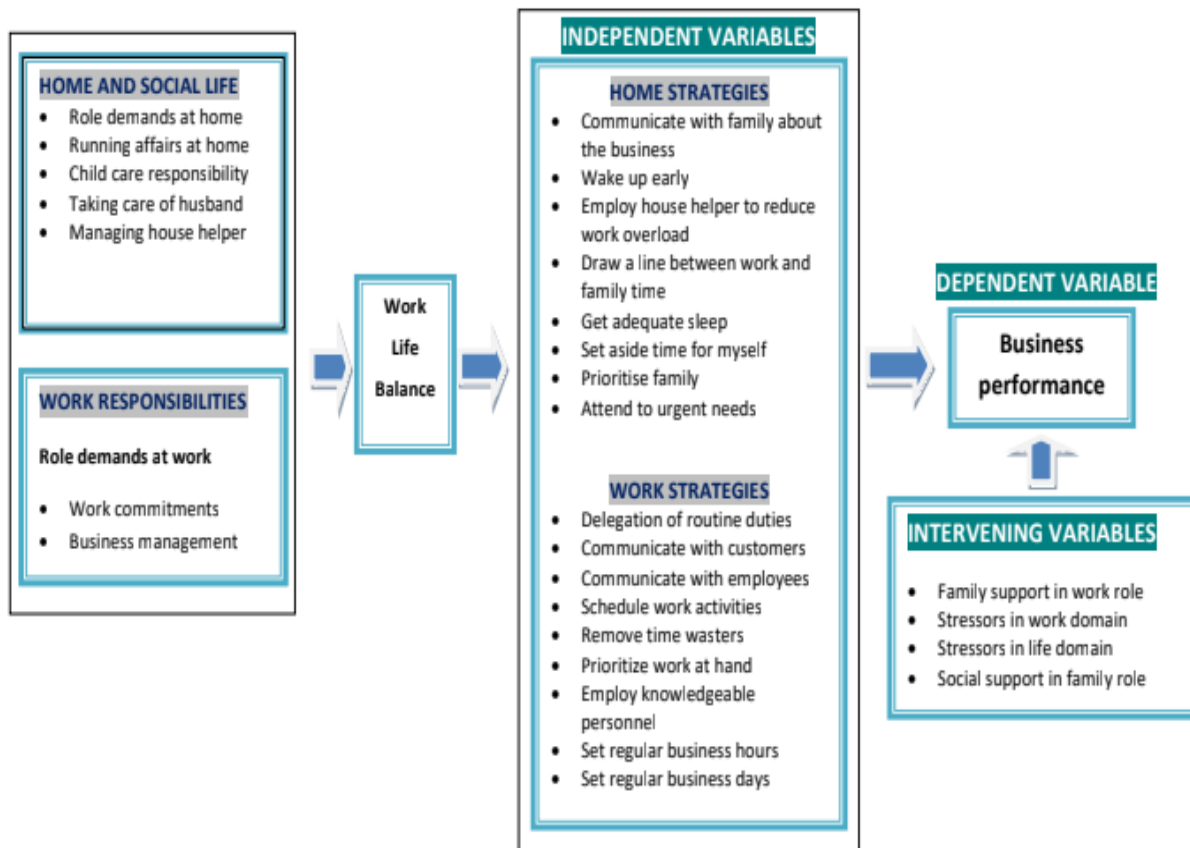 HOME AND SOCIAL LIFE
• Role demands at home
• Running affairs at home
• Child care responsibility
• Taking care of husband
• Managing house helper
WORK RESPONSIBILITIES
Role demands at work
• Work commitments
• Business management
Work
Life
Balance
INDEPENDENT VARIABLES
HOME STRATEGIES
• Communicate with family about
the business
• Wake up early
• Employ house helper to reduce
work overload
• Draw a line between work and
family time
• Get adequate sleep
• Set aside time for myself
• Prioritise family
• Attend to urgent needs
WORK STRATEGIES
• Delegation of routine duties
• Communicate with customers
• Communicate with employees
• Schedule work activities
• Remove time wasters
• Prioritize work at hand
• Employ knowledgeable
personnel
• Set regular business hours
• Set regular business days
DEPENDENT VARIABLE
Business
performance
INTERVENING VARIABLES
• Family support in work role
• Stressors in work domain
• Stressors in life domain
• Social support in family role